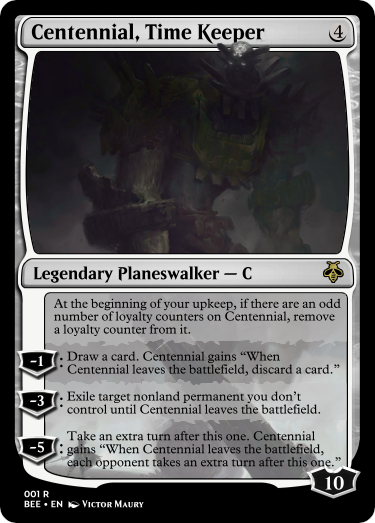 Centennial, Time Keeper 4
Legendary Planeswalker — C
At the beginning of your upkeep, if there are an odd
number of loyalty counters on Centennial, remove
a loyalty counter from it.
-1: Draw a card. Centennial gains “When
Centennial leaves the battlefield, discard a card.”
-3: Exile target nonland permanent you don’t
control until Centennial leaves the battlefield.
Take an extra turn after this one. Centennial
-5: gains “When Centennial leaves the battlefield,
each opponent takes an extra turn after this one.”
10
001 R
BEE • EN Victor Maury